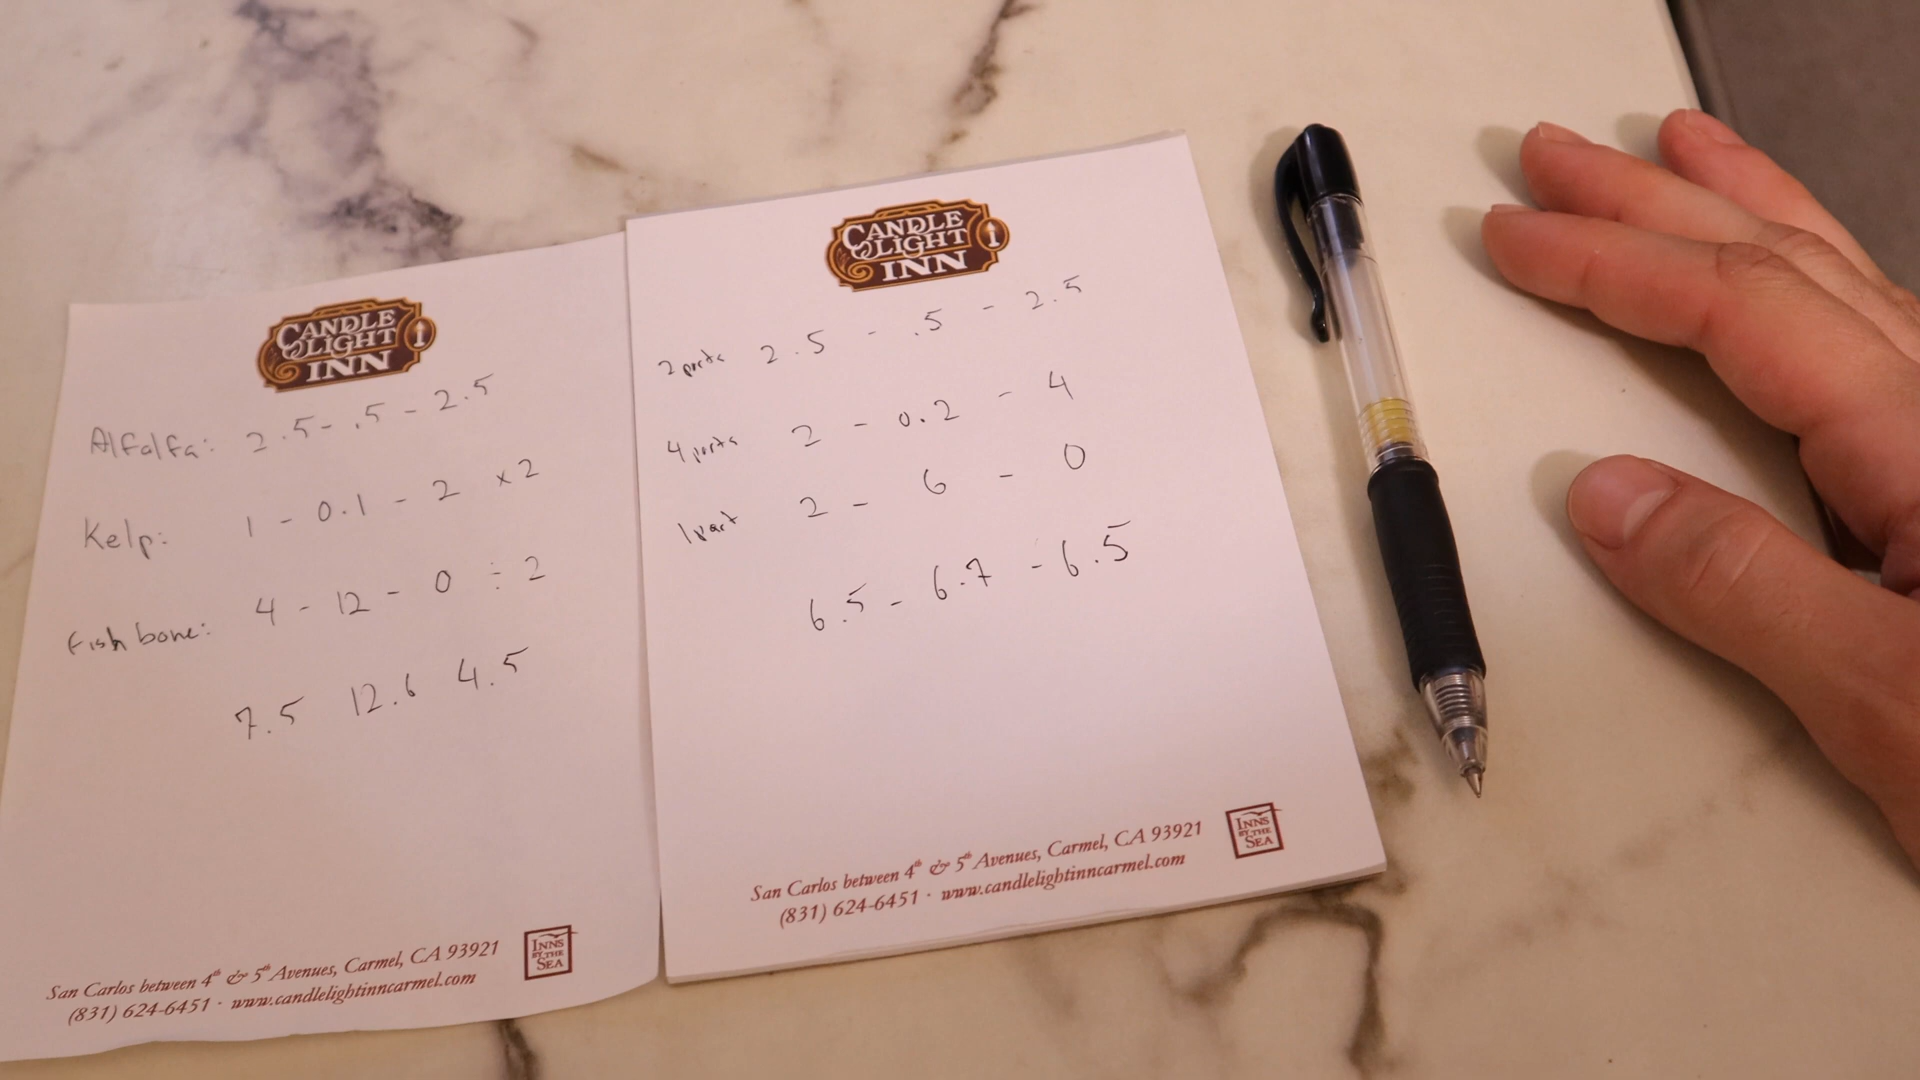 CANDLE
LIGHT
INN
Alfalfa: 2.5 - .5 - 2.5
Kelp: 1 - 0.1 - 2 x2
Fish bone: 4 - 12 - 0 ÷ 2
7.5 12.6 4.5
San Carlos between 4th & 5th Avenues, Carmel, CA 93921
(831) 624-6451 · www.candlelightinncarmel.com
INNS
BY THE
SEA
CANDLE
LIGHT
INN
2 parts 2.5 - .5 - 2.5
4 parts 2 - 0.2 - 4
1 part 2 - 6 - 0
6.5 - 6.7 - 6.5
San Carlos between 4th & 5th Avenues, Carmel, CA 93921
(831) 624-6451 · www.candlelightinncarmel.com
INNS
BY THE
SEA